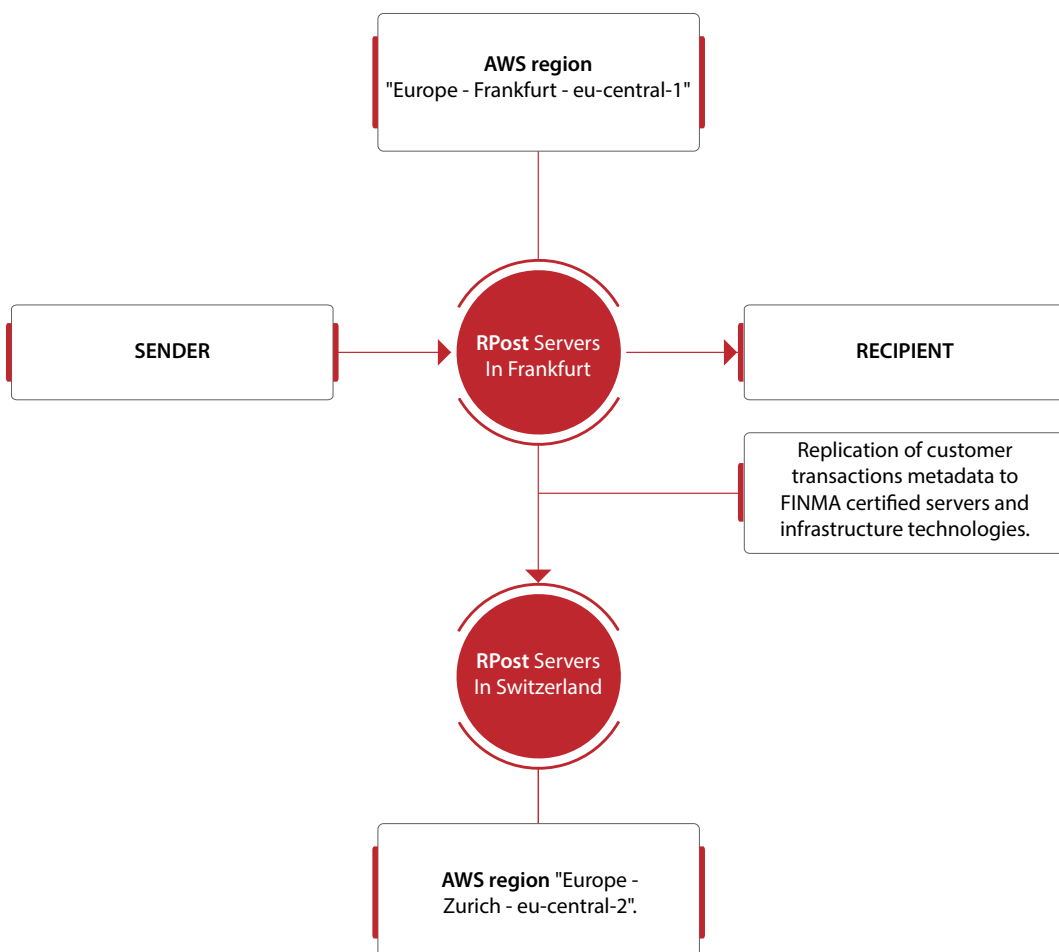 AWS region
"Europe - Frankfurt - eu-central-1"
SENDER
RPost Servers
In Frankfurt
RECIPIENT
Replication of customer
transactions metadata to
FINMA certified servers and
infrastructure technologies.
RPost Servers
In Switzerland
AWS region "Europe -
Zurich - eu-central-2".